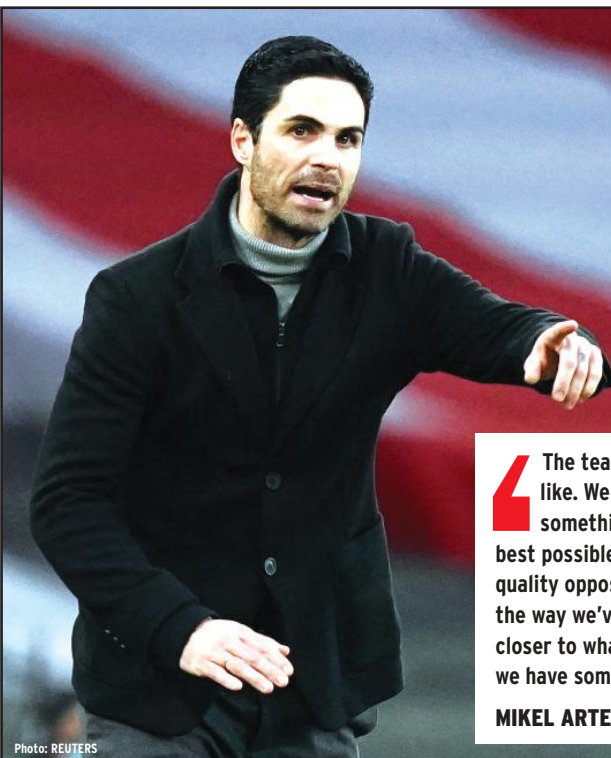 ‘ The tea
like. We
somethi
best possible
quality oppos
the way we’v
closer to wha
we have som
MIKEL ARTE
Photo: REUTERS